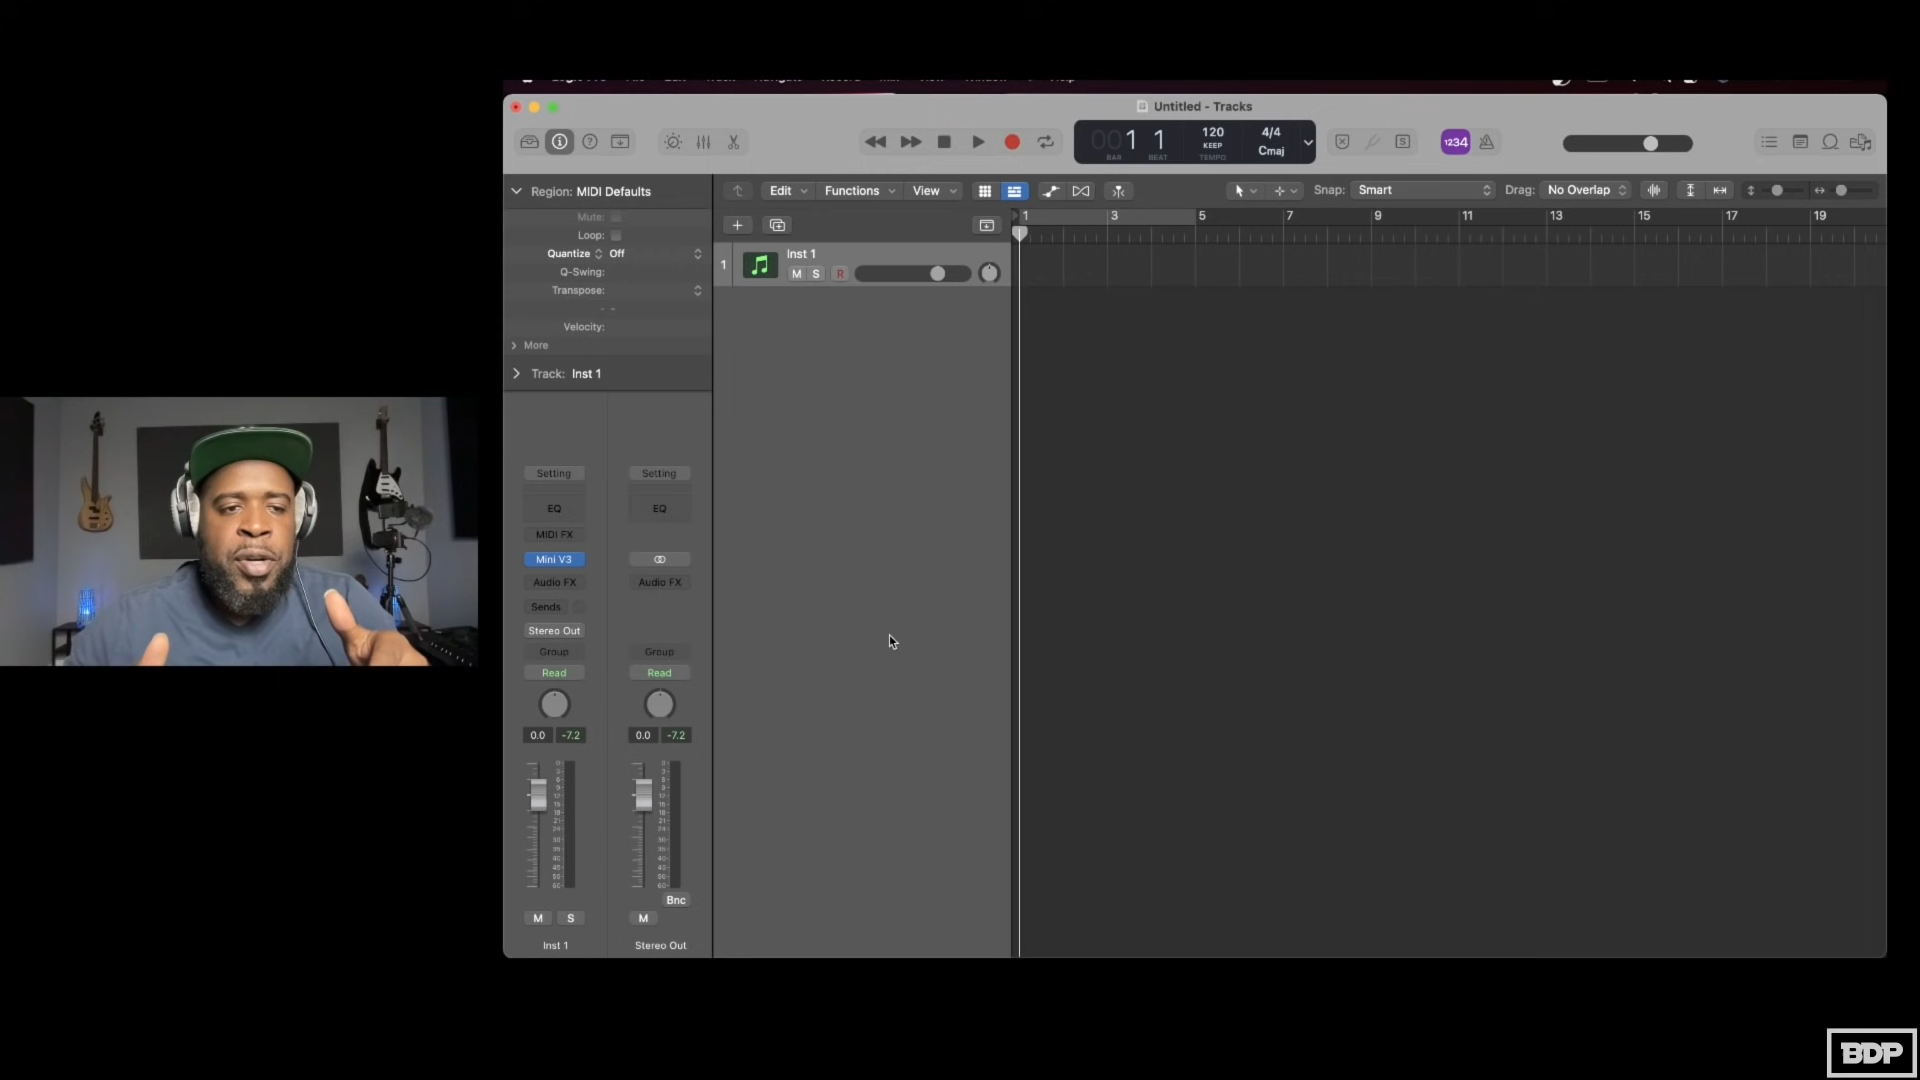 Untitled - Tracks
001 1
BAR BEAT
120
KEEP
TEMPO
4/4
Cmaj
S
1234
Region: MIDI Defaults
Edit
Functions
View
Snap: Smart
Drag: No Overlap
Mute:
Loop:
Quantize Off
Q-Swing:
Transpose:
Velocity:
More
Track: Inst 1
1 3 5 7 9 11 13 15 17 19
1
Inst 1
M S R
Setting Setting
EQ EQ
MIDI FX
Mini V3
Audio FX Audio FX
Sends
Stereo Out
Group Group
Read Read
0.0 -7.2 0.0 -7.2
Bnc
M S M
Inst 1 Stereo Out
BDP